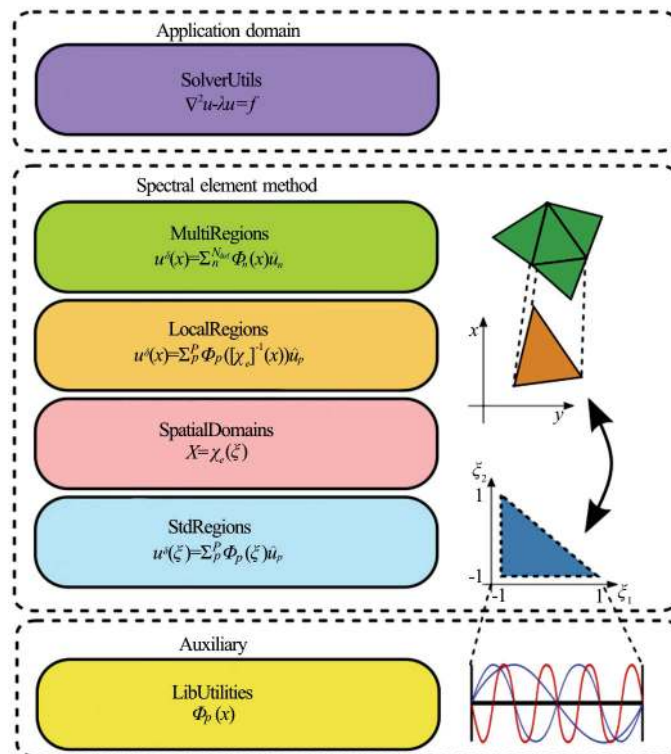 Application domain
SolverUtils
∇²u-λu=f
Spectral element method
MultiRegions
u^δ(x)=Σ_n^{N_dof} Φ_n(x)û_n
LocalRegions
u^δ(x)=Σ_p^P Φ_p([χ_e]^{-1}(x))û_p
x
y
SpatialDomains
X=χ_e(ξ)
ξ_2
1
StdRegions
u^δ(ξ)=Σ_p^P Φ_p(ξ)û_p
-1
-1
1
ξ_1
Auxiliary
LibUtilities
Φ_p(x)